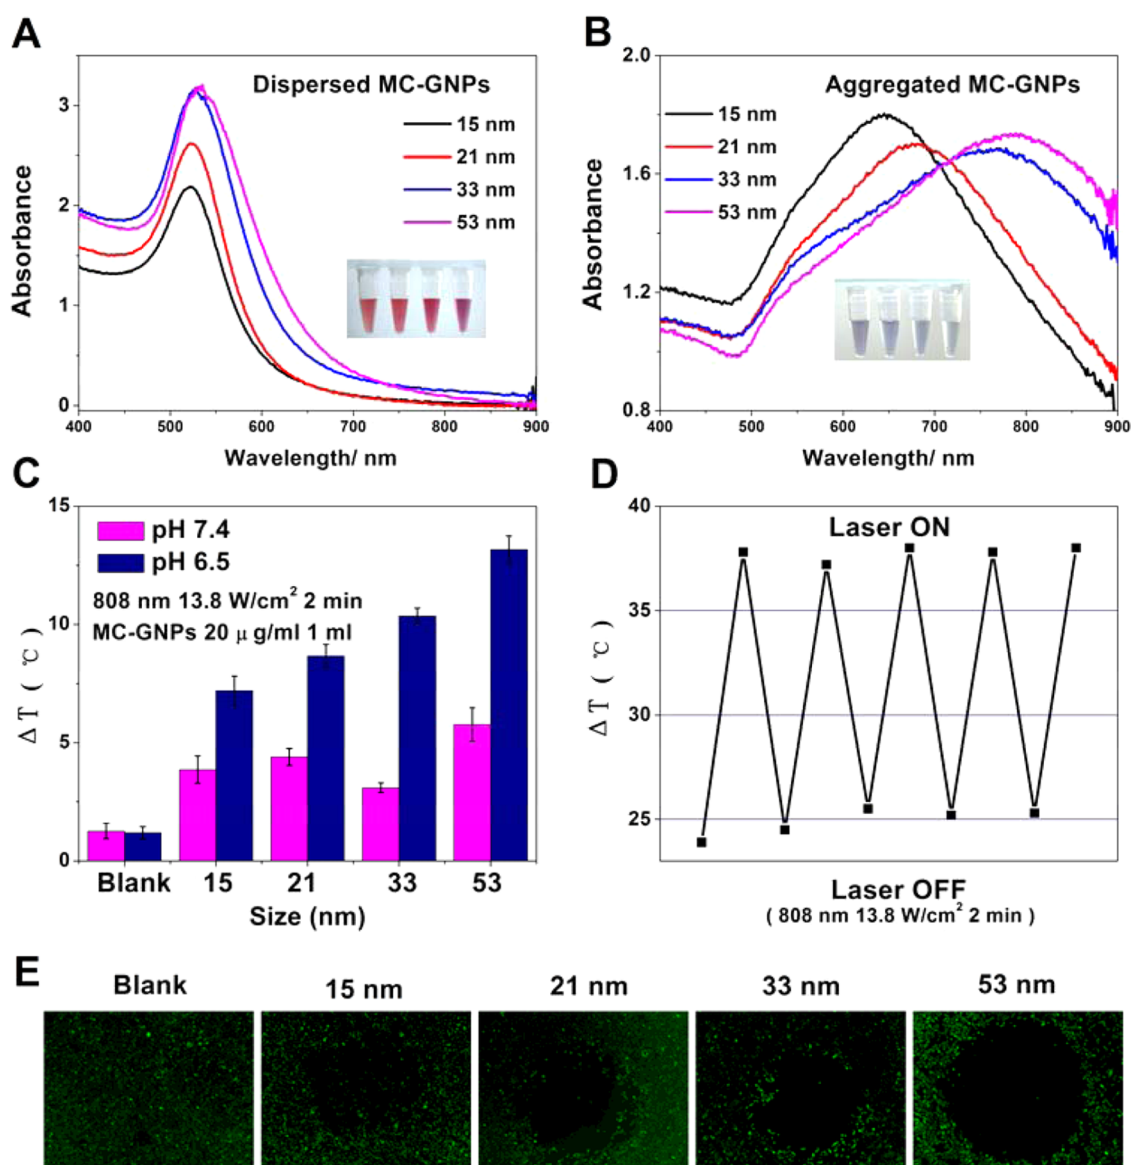 A
Dispersed MC-GNPs
15 nm
21 nm
33 nm
53 nm
3
2
1
0
400 500 600 700 800 900
Absorbance
Wavelength/ nm
B
Aggregated MC-GNPs
15 nm
21 nm
33 nm
53 nm
2.0
1.6
1.2
0.8
400 500 600 700 800 900
Absorbance
Wavelength/ nm
C
pH 7.4
pH 6.5
808 nm 13.8 W/cm² 2 min
MC-GNPs 20 μ g/ml 1 ml
15
10
5
0
Δ T ( ℃ )
Blank 15 21 33 53
Size (nm)
D
Laser ON
40
35
30
25
Δ T ( ℃ )
Laser OFF
( 808 nm 13.8 W/cm² 2 min )
E
Blank 15 nm 21 nm 33 nm 53 nm